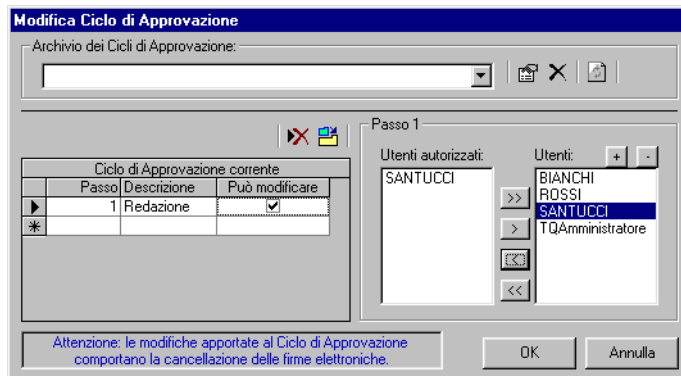 Modifica Ciclo di Approvazione
Archivio dei Cicli di Approvazione:
Passo 1
Utenti autorizzati:
Utenti:
+
-
SANTUCCI
BIANCHI
ROSSI
SANTUCCI
TQAmministratore
>>
>
<
<<
Ciclo di Approvazione corrente
Passo Descrizione Può modificare
1 Redazione
Attenzione: le modifiche apportate al Ciclo di Approvazione
comportano la cancellazione delle firme elettroniche.
OK
Annulla